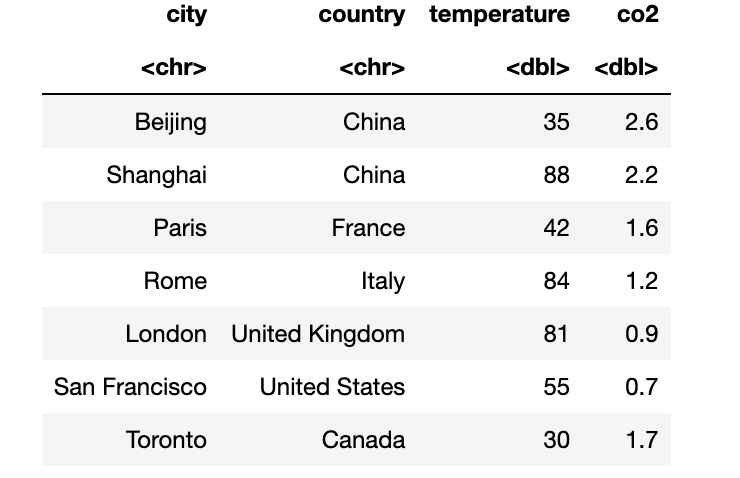 city country temperature co2
<chr> <chr> <dbl> <dbl>
Beijing China 35 2.6
Shanghai China 88 2.2
Paris France 42 1.6
Rome Italy 84 1.2
London United Kingdom 81 0.9
San Francisco United States 55 0.7
Toronto Canada 30 1.7